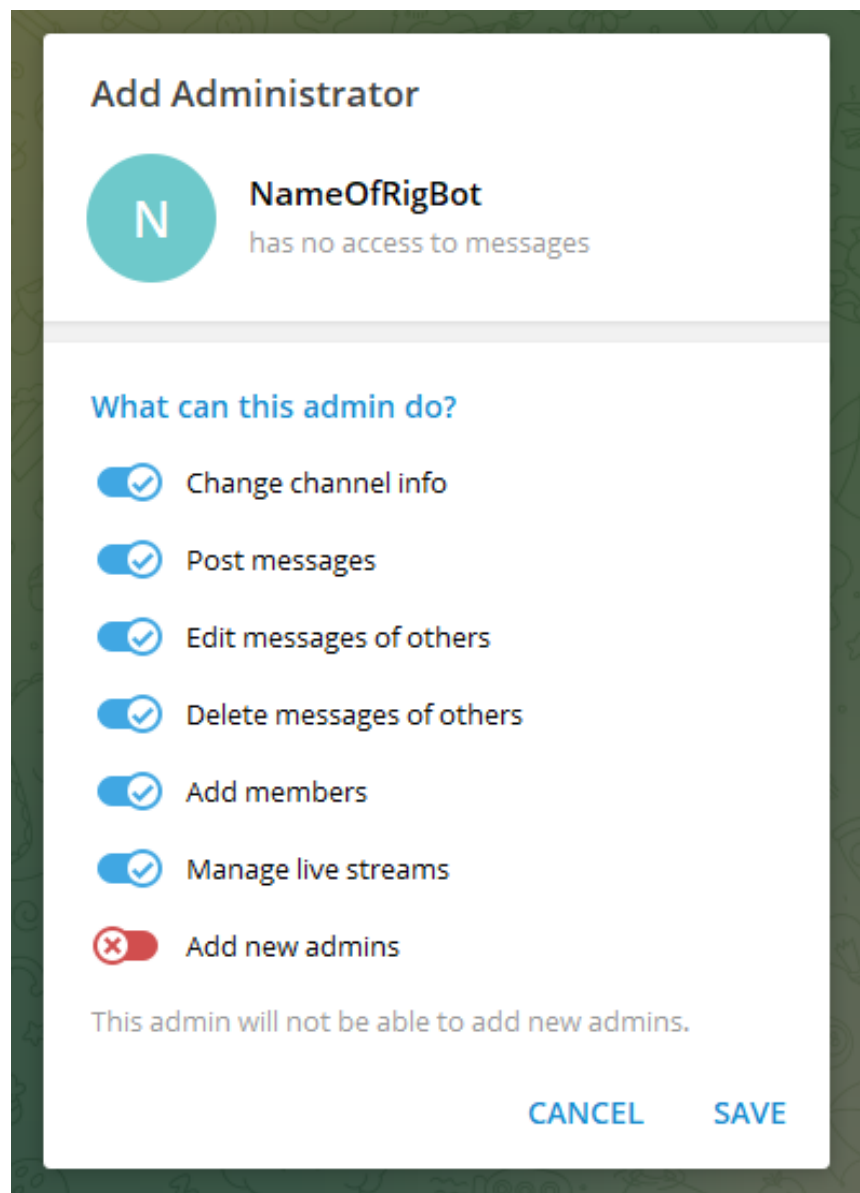 Add Administrator
N
NameOfRigBot
has no access to messages
What can this admin do?
Change channel info
Post messages
Edit messages of others
Delete messages of others
Add members
Manage live streams
Add new admins
This admin will not be able to add new admins.
CANCEL SAVE